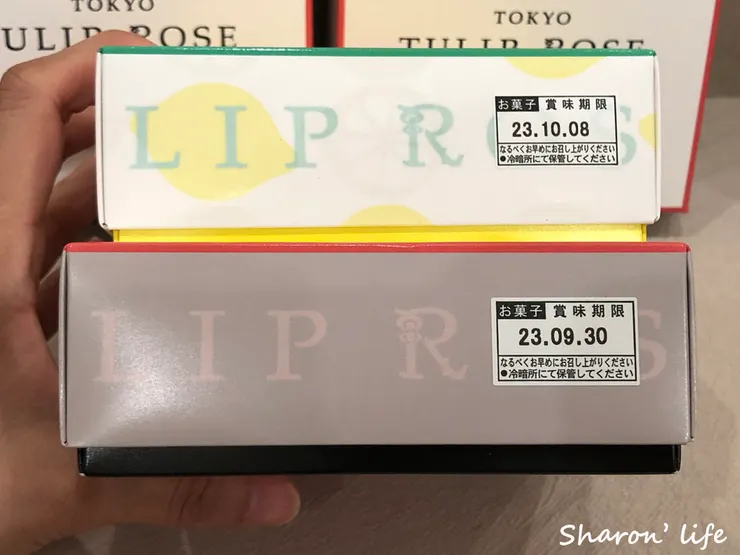 TOKYO
ULIP ROSE
TOKYO
TULIP ROSE
LIP R S
お菓子 賞味期限
23.10.08
なるべくお早めにお召し上がりください
●冷暗所にて保管してください
LIP R S
お菓子 賞味期限
23.09.30
なるべくお早めにお召し上がりください
●冷暗所にて保管してください
Sharon' life